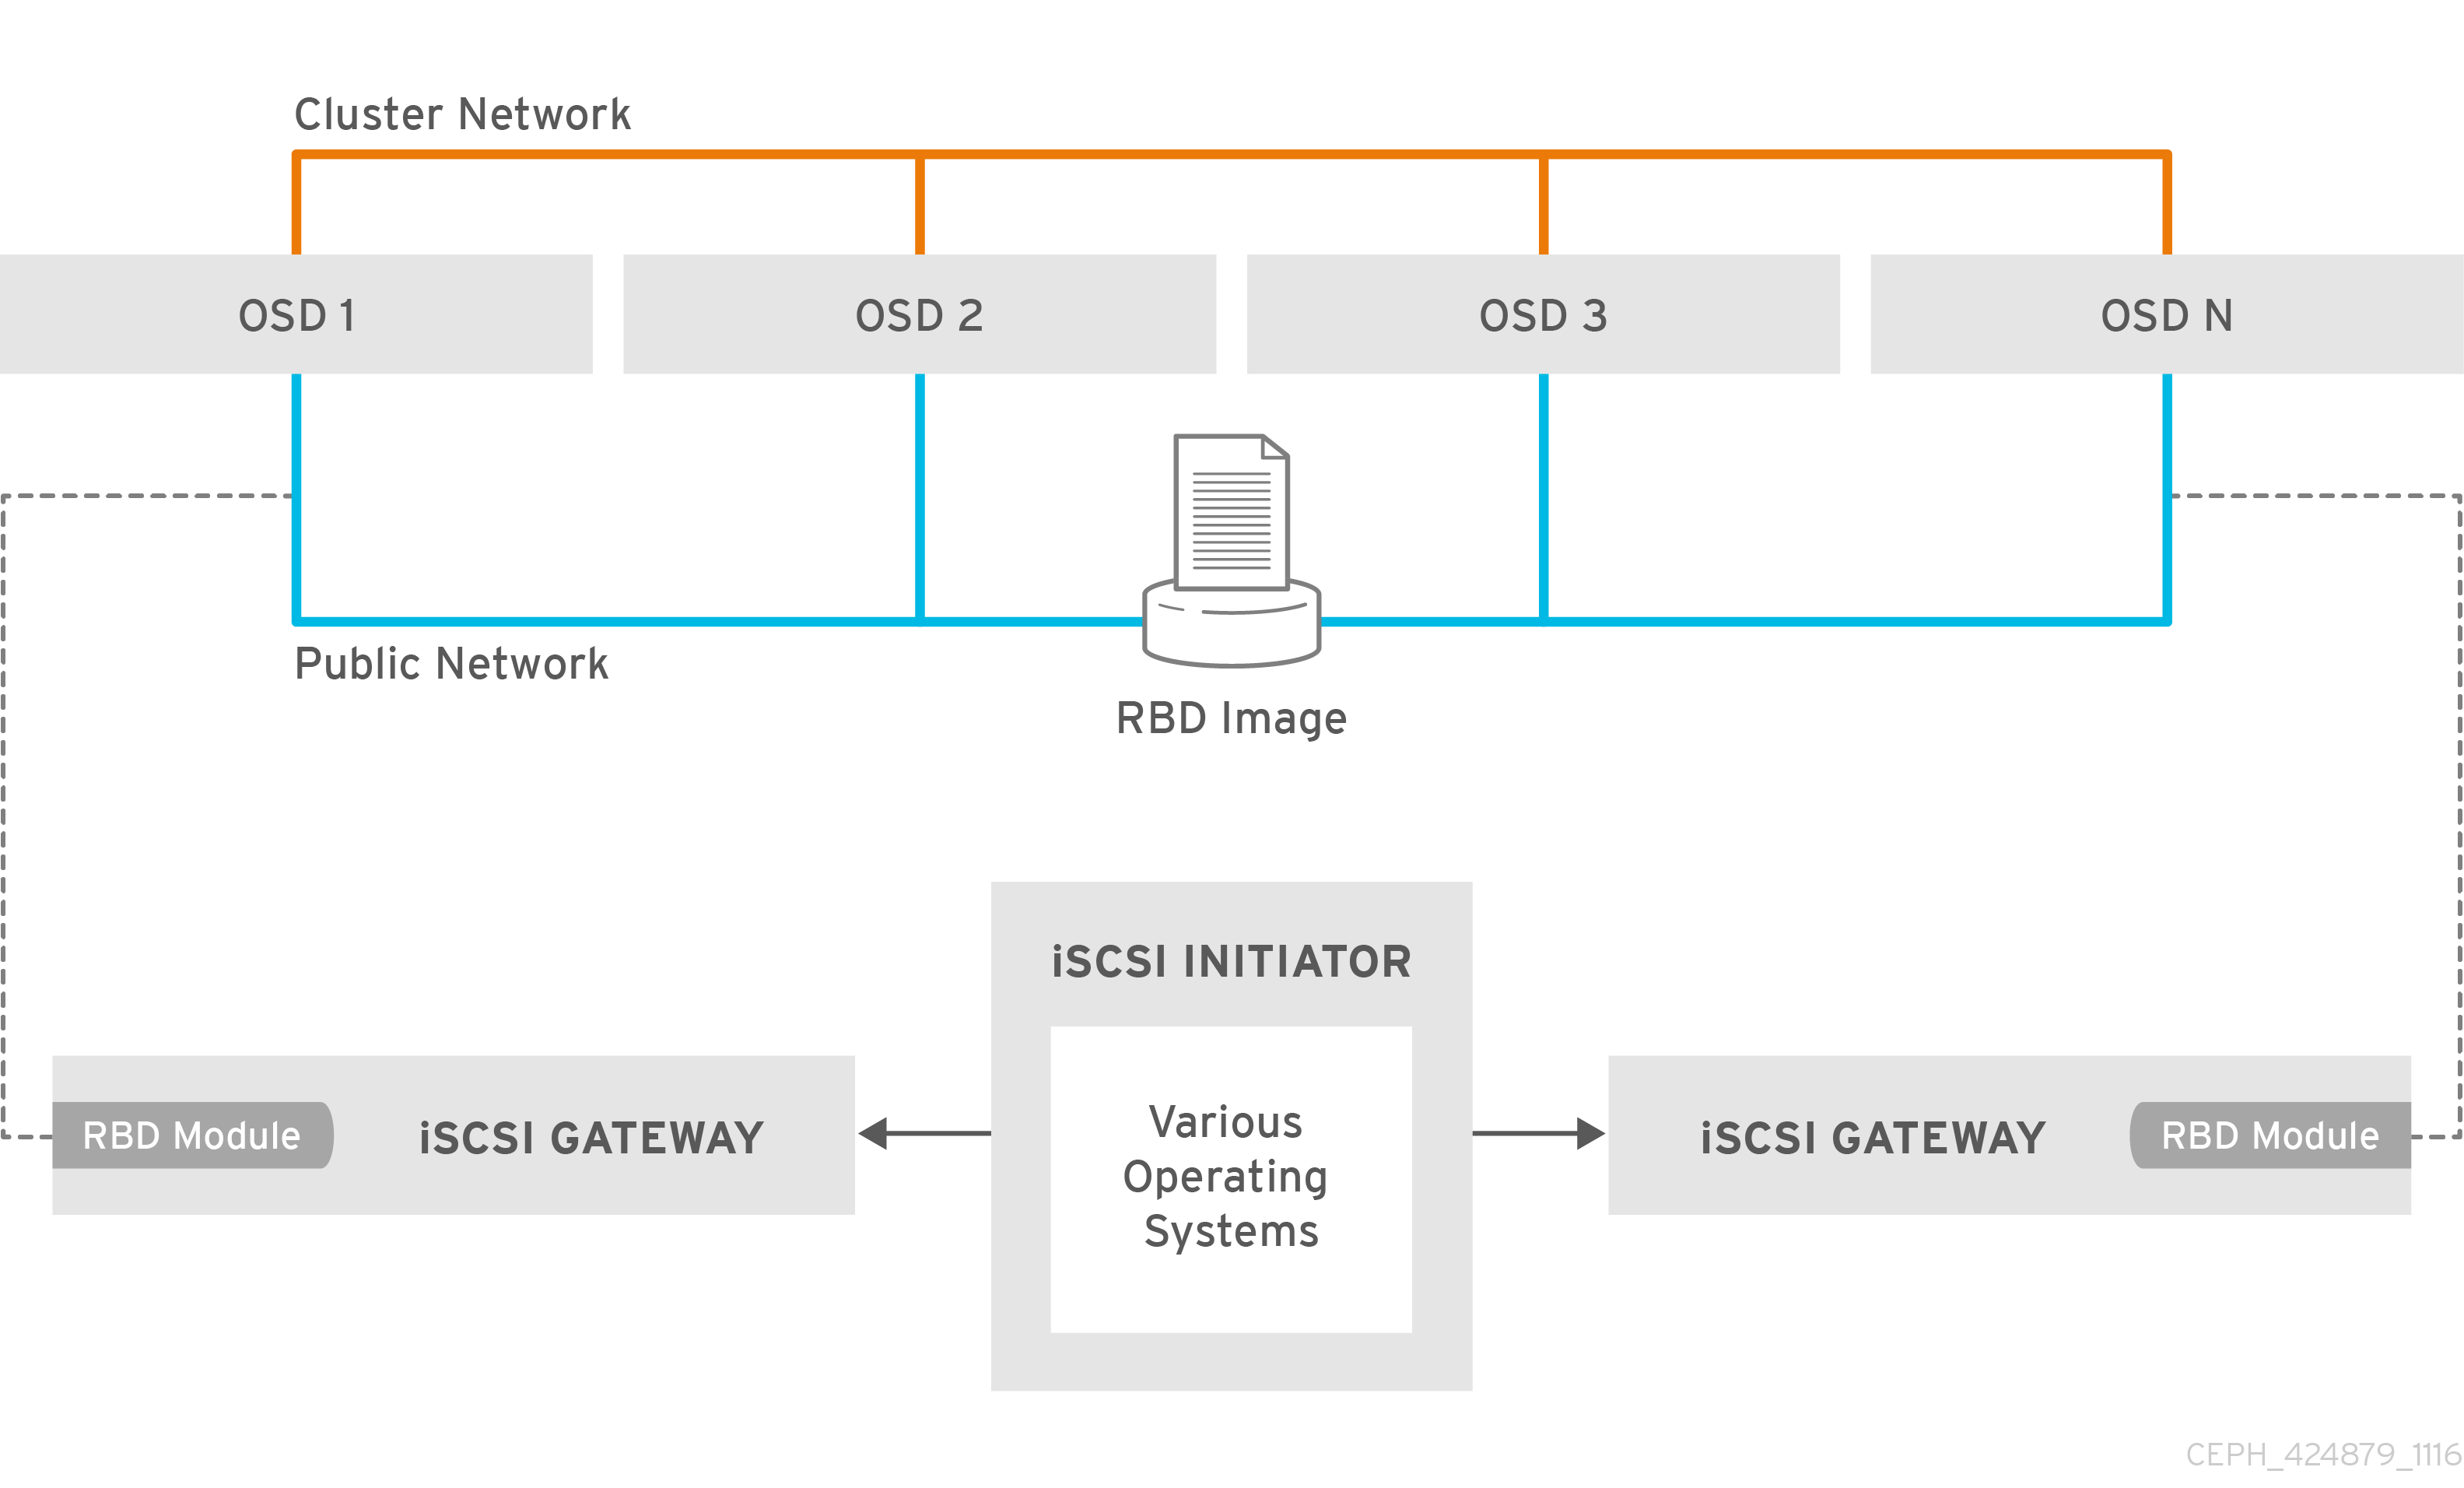 Cluster Network
OSD 1
OSD 2
OSD 3
OSD N
Public Network
RBD Image
iSCSI INITIATOR
RBD Module
iSCSI GATEWAY
Various
Operating
Systems
iSCSI GATEWAY
RBD Module
CEPH_424879_1116